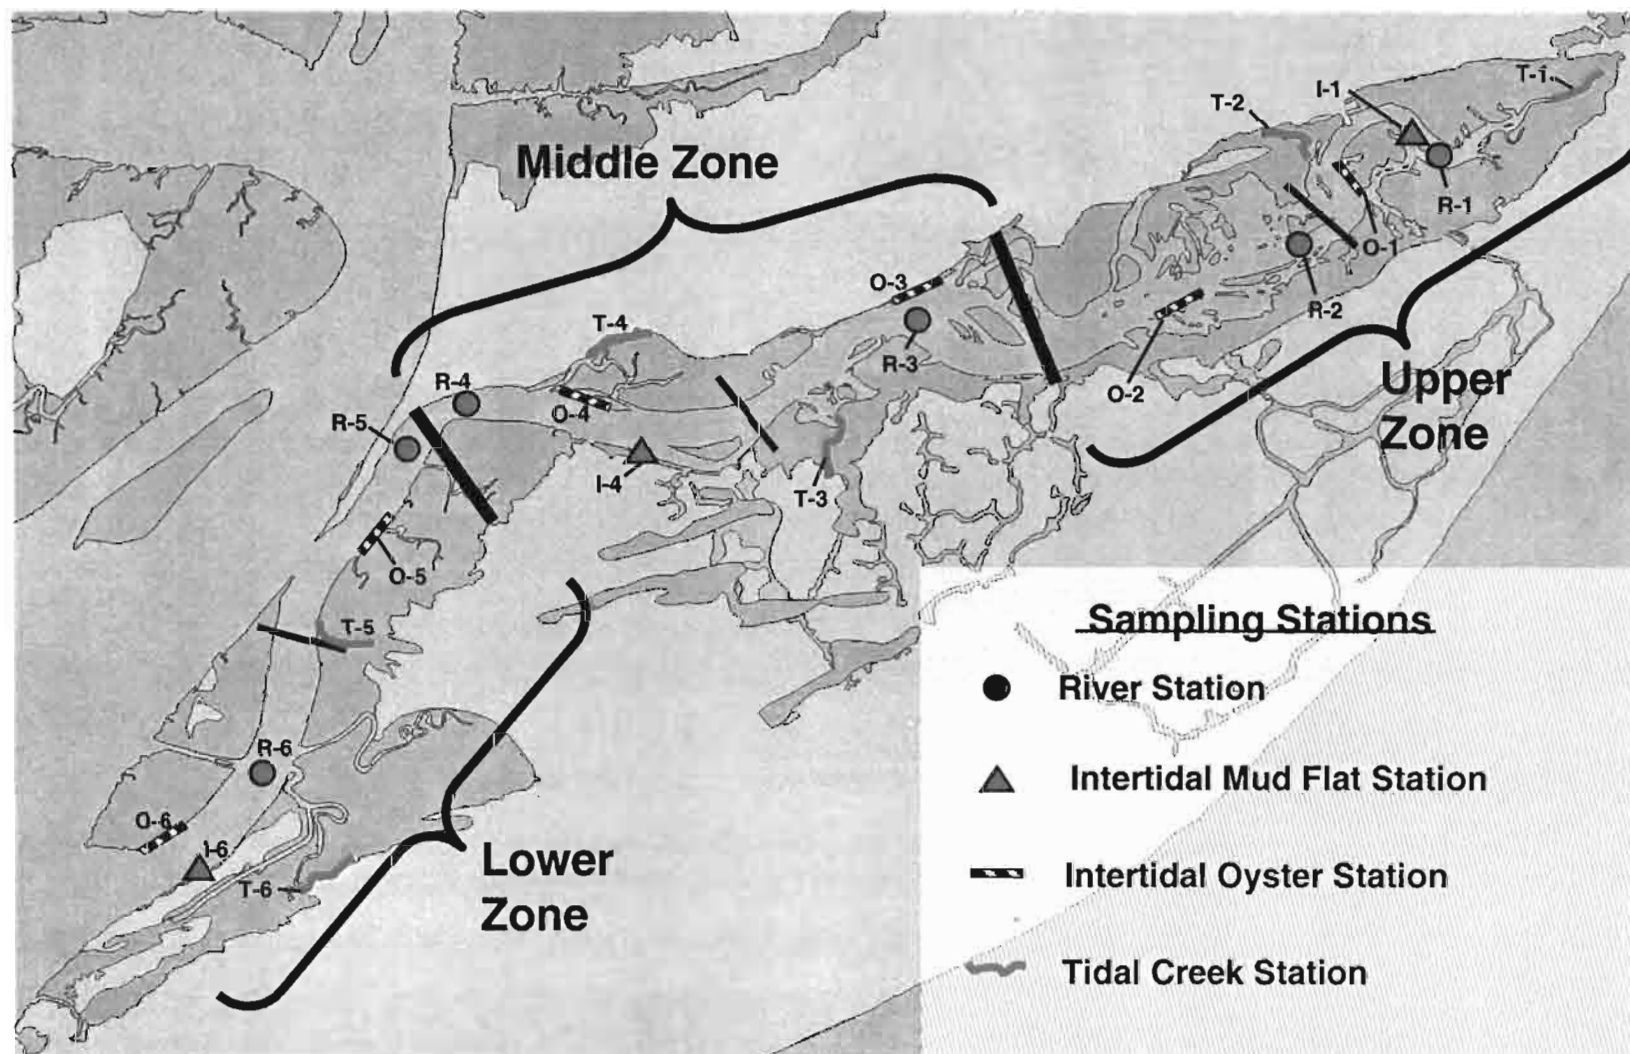 T-1
I-1
T-2
Middle Zone
R-1
O-1
O-3
R-2
T-4
R-3
R-4
O-2
Upper
Zone
O-4
R-5
I-4
T-3
O-5
T-5
Sampling Stations
River Station
R-6
Intertidal Mud Flat Station
O-6
I-6
Lower
Zone
T-6
Intertidal Oyster Station
Tidal Creek Station